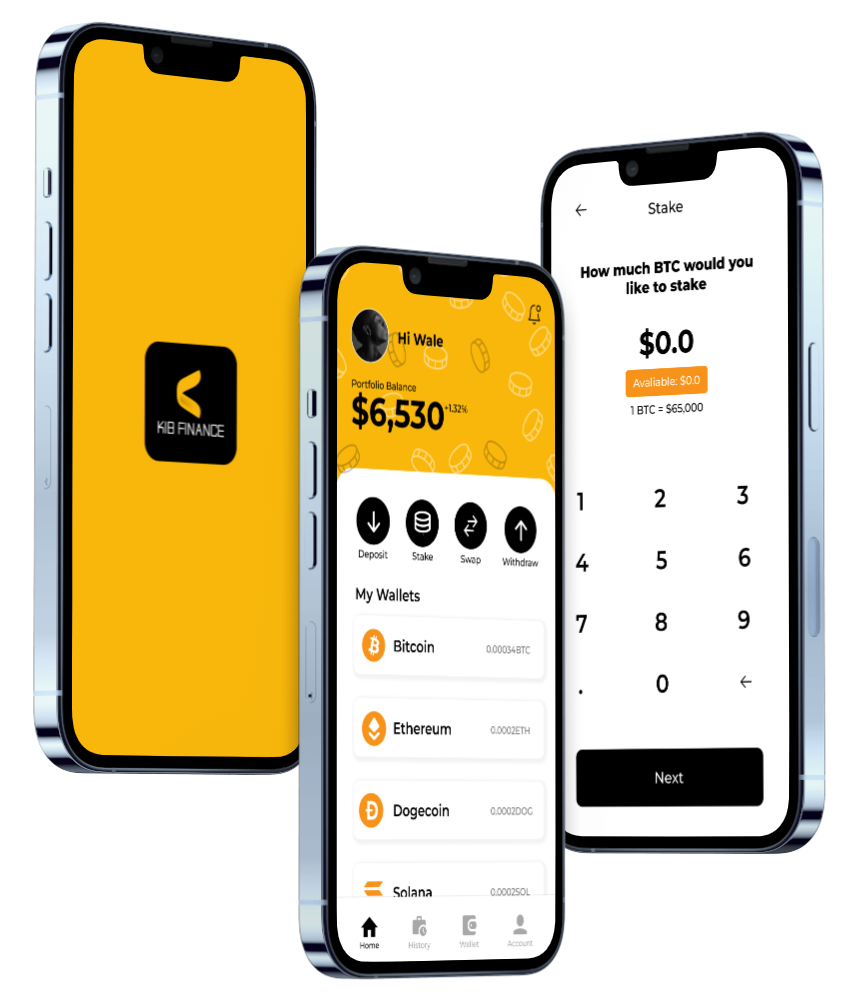 KIB FINANCE
Hi Wale
Portfolio Balance
$6,530 +1.32%
Deposit Stake Swap Withdraw
My Wallets
Bitcoin 0.00034BTC
Ethereum 0.0002ETH
Dogecoin 0.0002DOG
Solana 0.0002SOL
Home History Wallet Account
Stake
How much BTC would you
like to stake
$0.0
Avaliable: $0.0
1 BTC = $65,000
1 2 3
4 5 6
7 8 9
. 0
Next